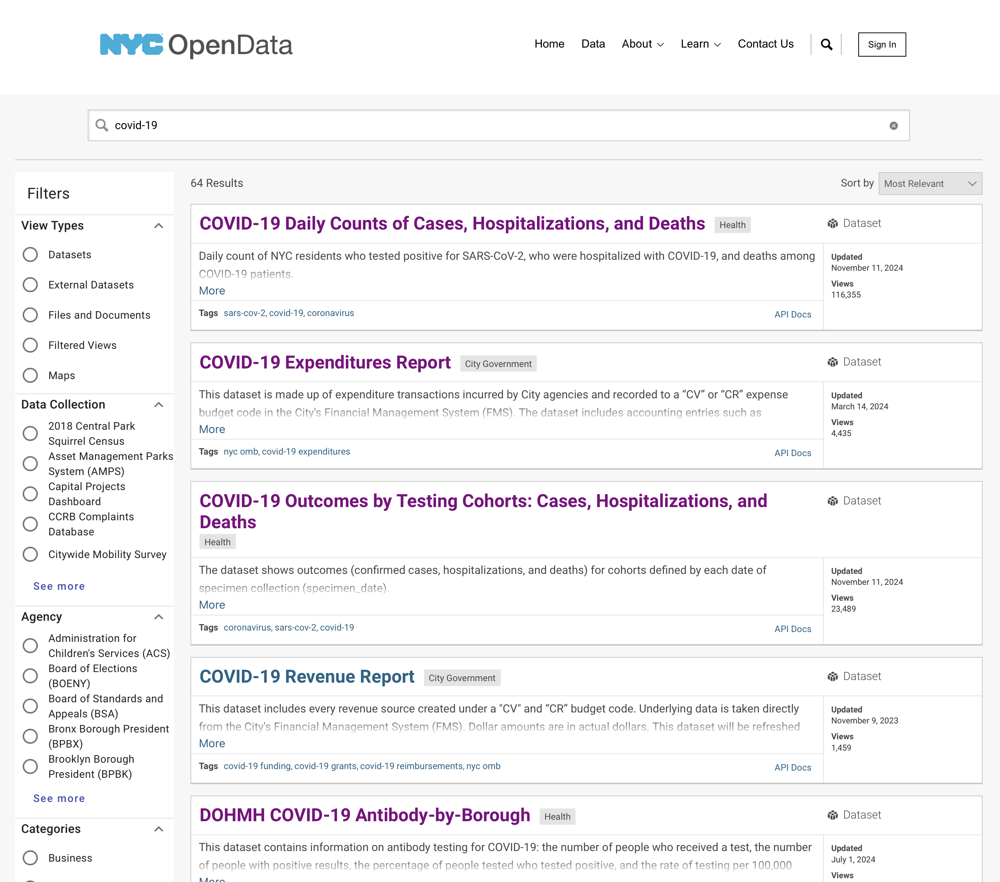 NYC OpenData
Home Data About Learn Contact Us Sign In
covid-19
Filters
View Types
Datasets
External Datasets
Files and Documents
Filtered Views
Maps
Data Collection
2018 Central Park
Squirrel Census
Asset Management Parks
System (AMPS)
Capital Projects
Dashboard
CCRB Complaints
Database
Citywide Mobility Survey
See more
Agency
Administration for
Children's Services (ACS)
Board of Elections
(BOENY)
Board of Standards and
Appeals (BSA)
Bronx Borough President
(BPBX)
Brooklyn Borough
President (BPBK)
See more
Categories
Business
64 Results
Sort by Most Relevant
COVID-19 Daily Counts of Cases, Hospitalizations, and Deaths Health
Dataset
Daily count of NYC residents who tested positive for SARS-CoV-2, who were hospitalized with COVID-19, and deaths among
COVID-19 patients.
More
Tags sars-cov-2, covid-19, coronavirus
API Docs
Updated
November 11, 2024
Views
116,355
COVID-19 Expenditures Report City Government
Dataset
This dataset is made up of expenditure transactions incurred by City agencies and recorded to a “CV” or “CR” expense
budget code in the City's Financial Management System (FMS). The dataset includes accounting entries such as
More
Tags nyc omb, covid-19 expenditures
API Docs
Updated
March 14, 2024
Views
4,435
COVID-19 Outcomes by Testing Cohorts: Cases, Hospitalizations, and
Deaths
Health
Dataset
The dataset shows outcomes (confirmed cases, hospitalizations, and deaths) for cohorts defined by each date of
specimen collection (specimen_date).
More
Tags coronavirus, sars-cov-2, covid-19
API Docs
Updated
November 11, 2024
Views
23,489
COVID-19 Revenue Report City Government
Dataset
This dataset includes every revenue source created under a "CV" and “CR” budget code. Underlying data is taken directly
from the City's Financial Management System (FMS). Dollar amounts are in actual dollars. This dataset will be refreshed
More
Tags covid-19 funding, covid-19 grants, covid-19 reimbursements, nyc omb
API Docs
Updated
November 9, 2023
Views
1,459
DOHMH COVID-19 Antibody-by-Borough Health
Dataset
This dataset contains information on antibody testing for COVID-19: the number of people who received a test, the number
of people with positive results, the percentage of people tested who tested positive, and the rate of testing per 100,000
More
Updated
July 1, 2024
Views